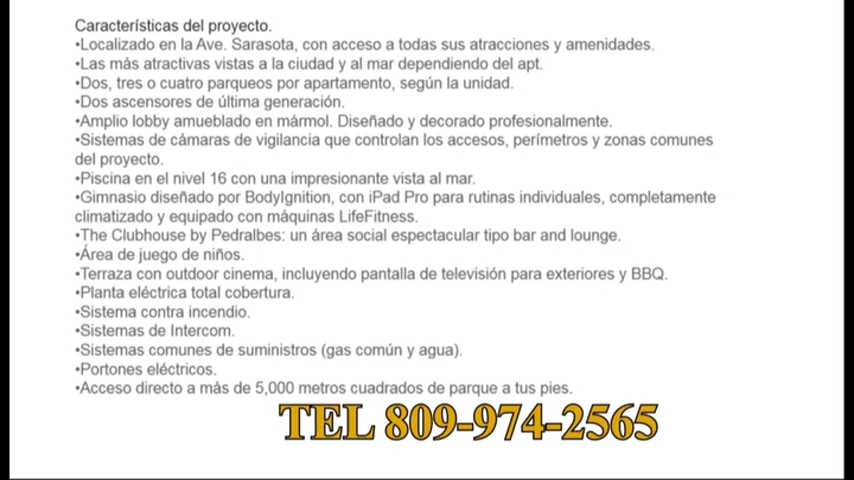 Características del proyecto.
•Localizado en la Ave. Sarasota, con acceso a todas sus atracciones y amenidades.
•Las más atractivas vistas a la ciudad y al mar dependiendo del apt.
•Dos, tres o cuatro parqueos por apartamento, según la unidad.
•Dos ascensores de última generación.
•Amplio lobby amueblado en mármol. Diseñado y decorado profesionalmente.
•Sistemas de cámaras de vigilancia que controlan los accesos, perímetros y zonas comunes
del proyecto.
•Piscina en el nivel 16 con una impresionante vista al mar.
•Gimnasio diseñado por BodyIgnition, con iPad Pro para rutinas individuales, completamente
climatizado y equipado con máquinas LifeFitness.
•The Clubhouse by Pedralbes: un área social espectacular tipo bar and lounge.
•Área de juego de niños.
•Terraza con outdoor cinema, incluyendo pantalla de televisión para exteriores y BBQ.
•Planta eléctrica total cobertura.
•Sistema contra incendio.
•Sistemas de Intercom.
•Sistemas comunes de suministros (gas común y agua).
•Portones eléctricos.
•Acceso directo a más de 5,000 metros cuadrados de parque a tus pies.
TEL 809-974-2565